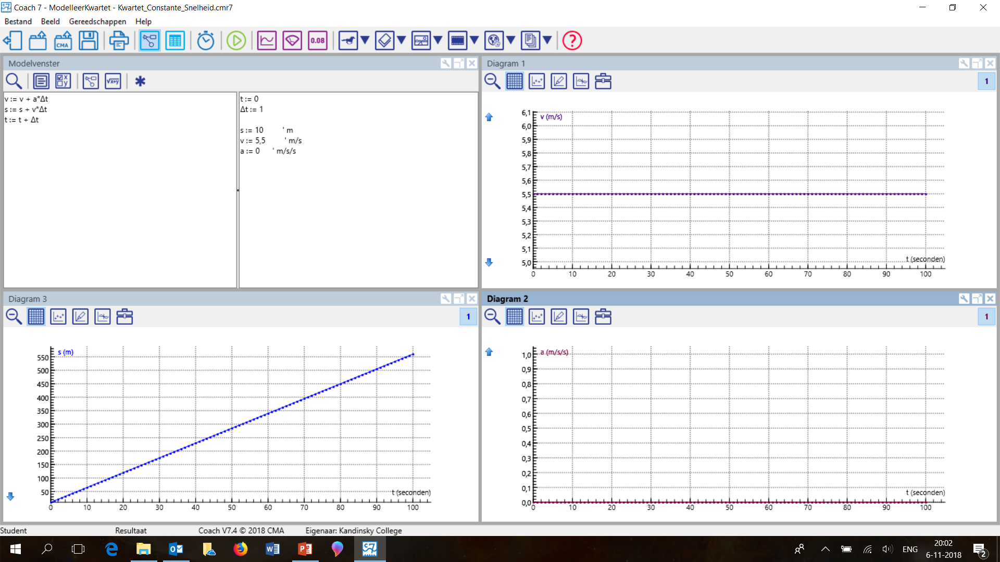 Coach 7 - ModelleerKwartet - Kwartet_Constante_Snelheid.cmr7
Bestand Beeld Gereedschappen Help
CMA 0.08 ?
Modelvenster
√x+y
v := v + a*Δt
s := s + v*Δt
t := t + Δt
t := 0
Δt := 1
s := 10 ' m
v := 5,5 ' m/s
a := 0 ' m/s/s
Diagram 1
1
v (m/s)
6,1
6,0
5,9
5,8
5,7
5,6
5,5
5,4
5,3
5,2
5,1
5,0
t (seconden)
0 10 20 30 40 50 60 70 80 90 100
Diagram 3
1
s (m)
550
500
450
400
350
300
250
200
150
100
50
t (seconden)
0 10 20 30 40 50 60 70 80 90 100
Diagram 2
1
a (m/s/s)
1,0
0,9
0,8
0,7
0,6
0,5
0,4
0,3
0,2
0,1
0,0
t (seconden)
0 10 20 30 40 50 60 70 80 90 100
Student Resultaat Coach V7.4 © 2018 CMA Eigenaar: Kandinsky College
ENG
20:02
6-11-2018
2